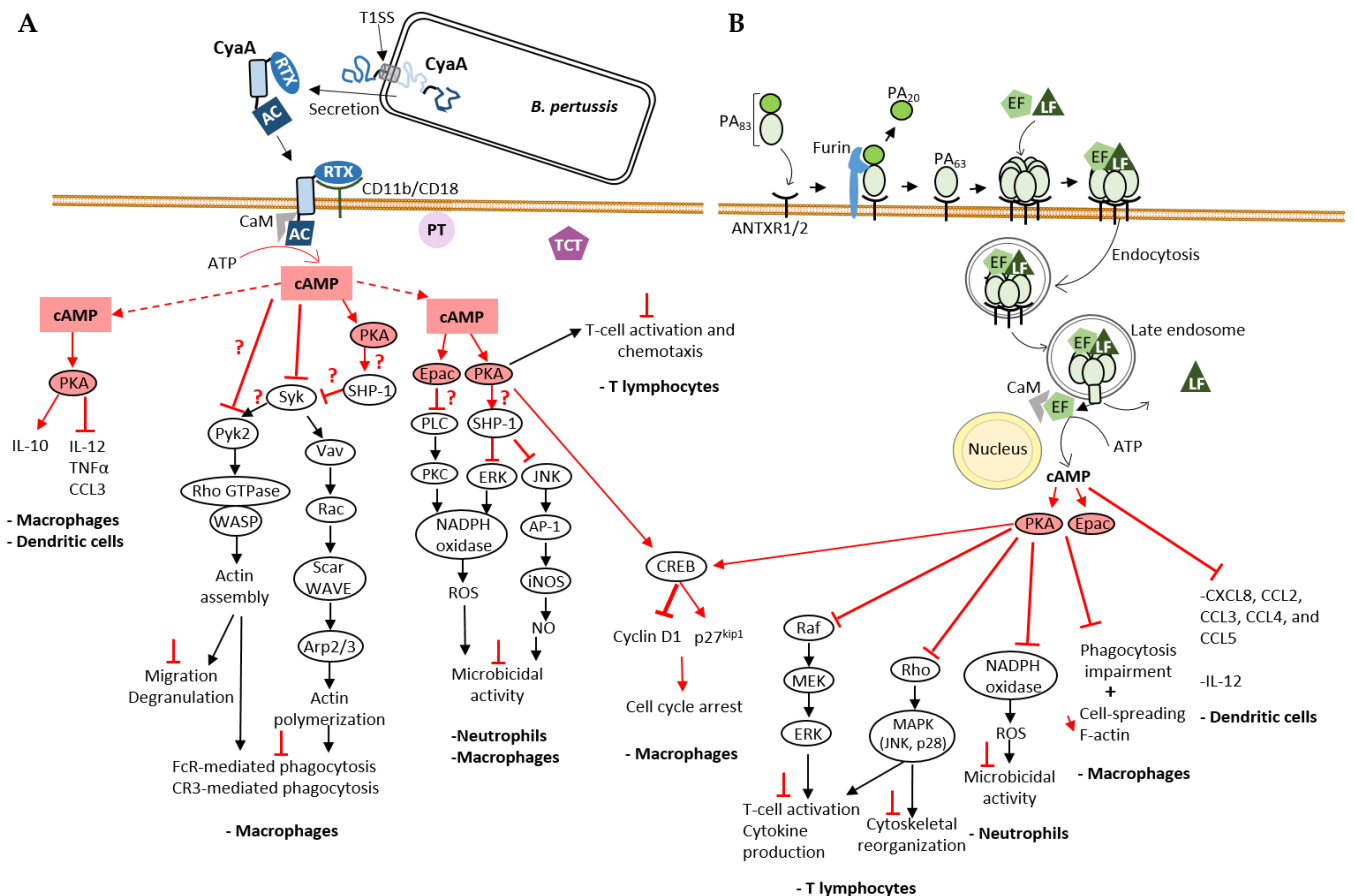 A
T1SS
CyaA
RTX
AC
CyaA
B. pertussis
Secretion
RTX
CD11b/CD18
CaM
AC
PT
TCT
ATP
cAMP
cAMP
PKA
IL-10
IL-12
TNFα
CCL3
- Macrophages
- Dendritic cells
?
PKA
?
SHP-1
?
Syk
?
Pyk2
Rho GTPase
WASP
Actin
assembly
Migration
Degranulation
Vav
Rac
Scar
WAVE
Arp2/3
Actin
polymerization
FcR-mediated phagocytosis
CR3-mediated phagocytosis
- Macrophages
cAMP
Epac
PKA
?
?
PLC
SHP-1
PKC
ERK
JNK
NADPH
oxidase
AP-1
iNOS
ROS
NO
Microbicidal
activity
-Neutrophils
-Macrophages
T-cell activation and
chemotaxis
- T lymphocytes
CREB
Cyclin D1
p27kip1
Cell cycle arrest
- Macrophages
B
PA83
PA20
Furin
PA63
EF
LF
EF
LF
ANTXR1/2
Endocytosis
EF
LF
Late endosome
EF
LF
LF
CaM
EF
ATP
Nucleus
cAMP
PKA
Epac
Raf
MEK
ERK
T-cell activation
Cytokine
production
Rho
MAPK
(JNK, p28)
Cytoskeletal
reorganization
- T lymphocytes
NADPH
oxidase
ROS
Microbicidal
activity
- Neutrophils
Phagocytosis
impairment
+
Cell-spreading
F-actin
- Macrophages
-CXCL8, CCL2,
CCL3, CCL4, and
CCL5
-IL-12
- Dendritic cells